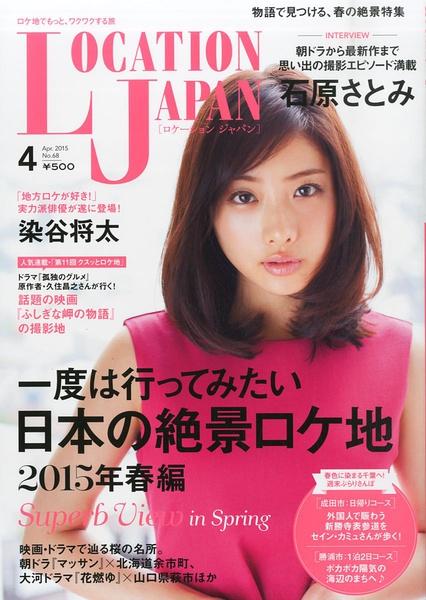 ロケ地でもっと、ワクワクする旅
物語で見つける、春の絶景特集
LOCATION
JAPAN
[ロケーション ジャパン]
INTERVIEW
朝ドラから最新作まで
思い出の撮影エピソード満載
石原さとみ
4
Apr. 2015
No.68
¥500
「地方ロケが好き!」
実力派俳優が遂に登場!
染谷将太
人気連載・「第11回 クスッとロケ地」
ドラマ『孤独のグルメ』
原作者・久住昌之さんが行く!
話題の映画
『ふしぎな岬の物語』
の撮影地
一度は行ってみたい
日本の絶景ロケ地
2015年春編
Superb View in Spring
映画・ドラマで辿る桜の名所。
朝ドラ『マッサン』×北海道余市町、
大河ドラマ『花燃ゆ』×山口県萩市ほか
春色に染まる千葉へ!
週末ぶらりさんぽ
成田市:日帰りコース
外国人で賑わう
新勝寺表参道を
セイン・カミュさんが歩く!
勝浦市:1泊2日コース
ポカポカ陽気の
海辺のまちへ♪